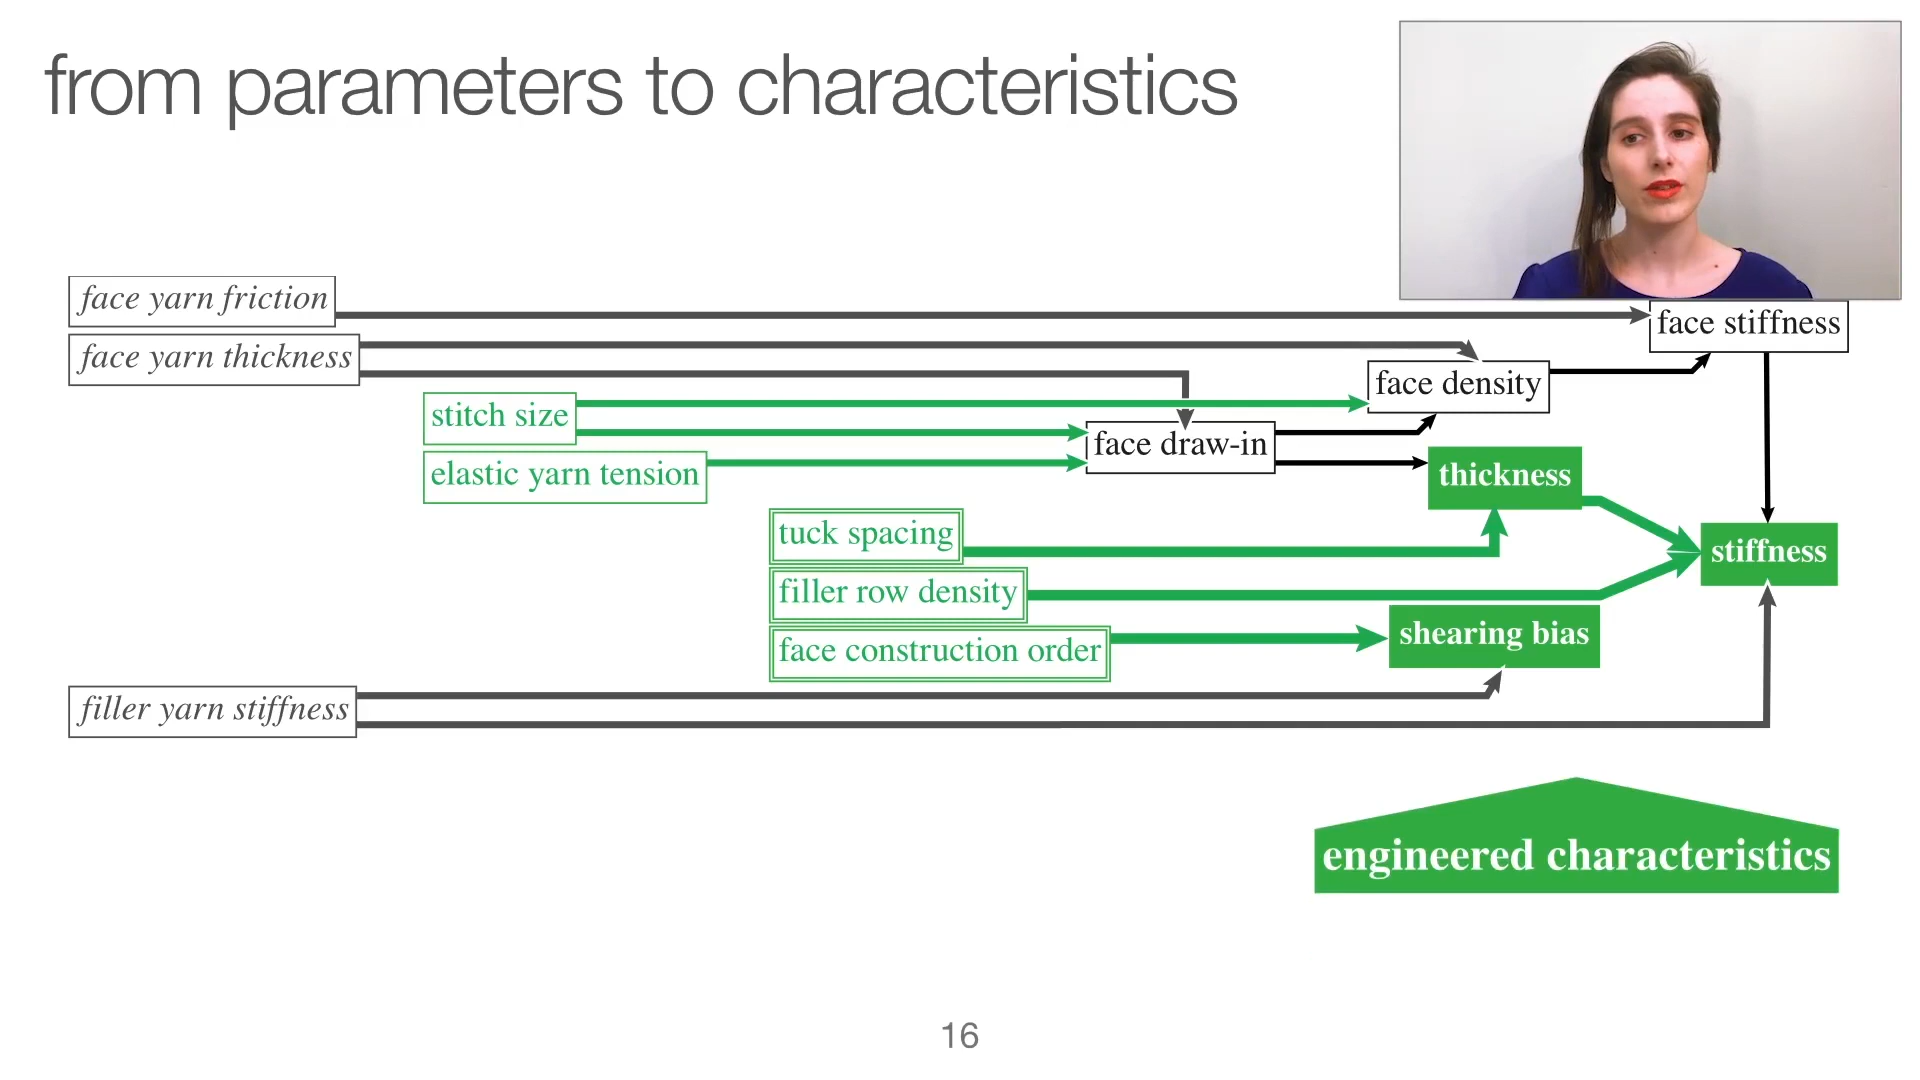 from parameters to characteristics
face yarn friction
face stiffness
face yarn thickness
face density
stitch size
face draw-in
elastic yarn tension
thickness
tuck spacing
stiffness
filler row density
shearing bias
face construction order
filler yarn stiffness
engineered characteristics
16